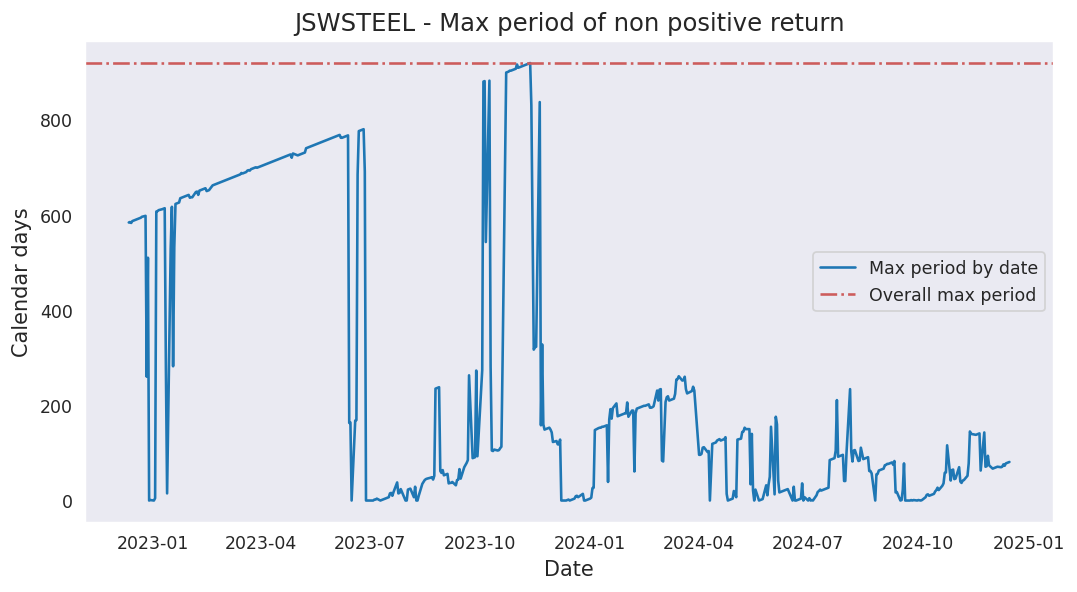 JSWSTEEL - Max period of non positive return
Calendar days
800
600
400
200
0
Max period by date
Overall max period
2023-01
2023-04
2023-07
2023-10
2024-01
2024-04
2024-07
2024-10
2025-01
Date